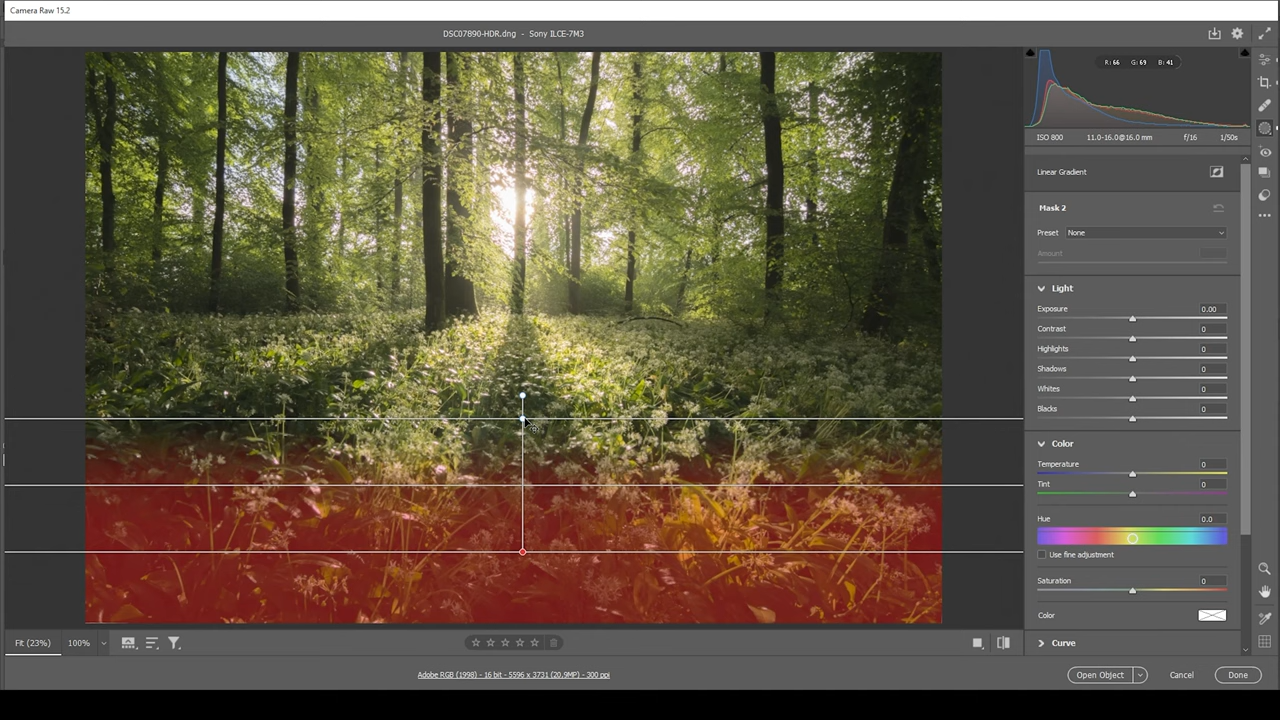 Camera Raw 15.2
DSC07890-HDR.dng - Sony ILCE-7M3
R: 66 G: 69 B: 41
ISO 800 11.0-16.0@16.0 mm f/16 1/50s
Linear Gradient
Mask 2
Preset None
Amount
Light
Exposure 0.00
Contrast 0
Highlights 0
Shadows 0
Whites 0
Blacks 0
Color
Temperature 0
Tint 0
Hue 0.0
Use fine adjustment
Saturation 0
Color
Curve
Fit (23%) 100%
Adobe RGB (1998) - 16 bit - 5596 x 3731 (20,9MP) - 300 ppi
Open Object Cancel Done